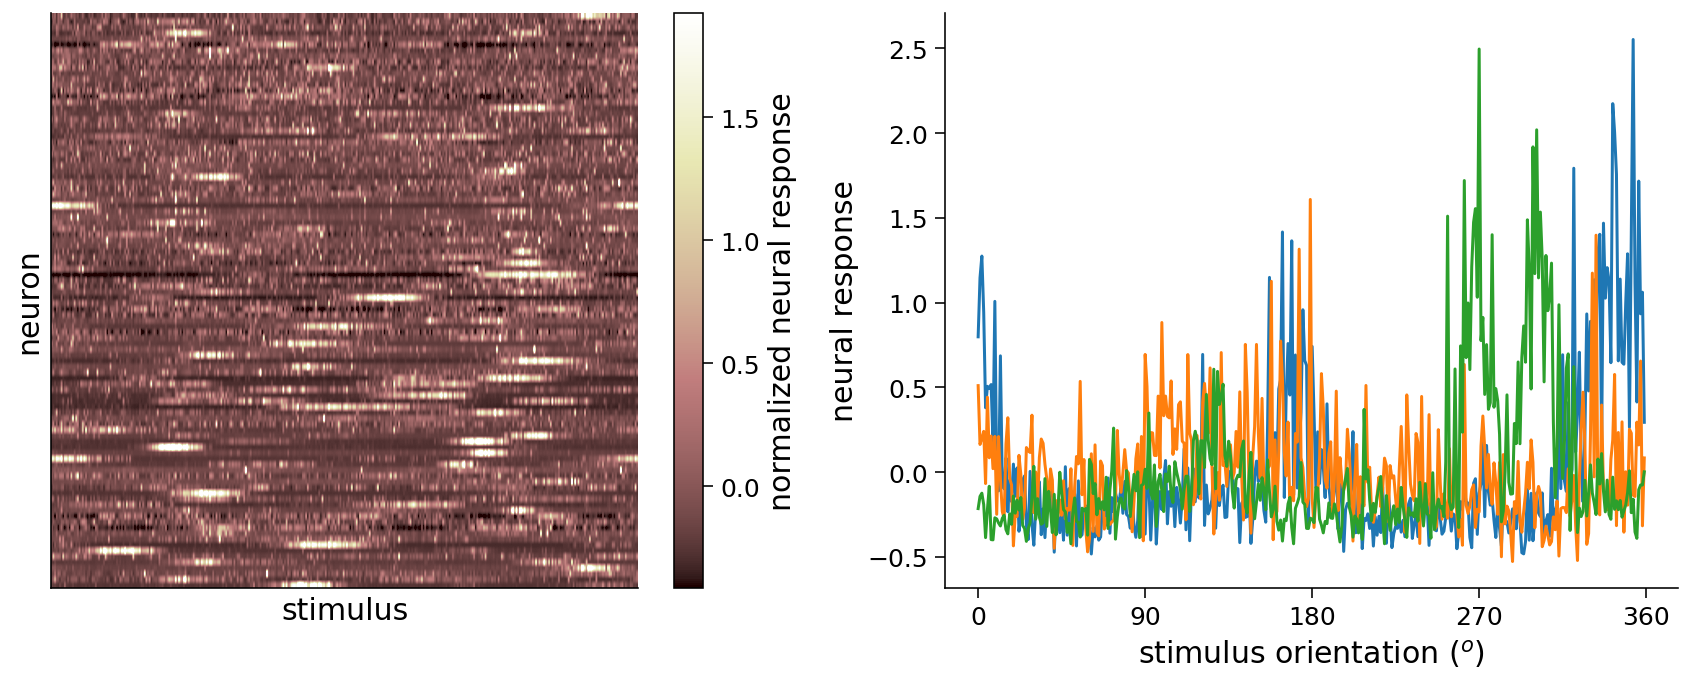 neuron
stimulus
1.5
1.0
0.5
0.0
normalized neural response
neural response
2.5
2.0
1.5
1.0
0.5
0.0
−0.5
0 90 180 270 360
stimulus orientation (°)